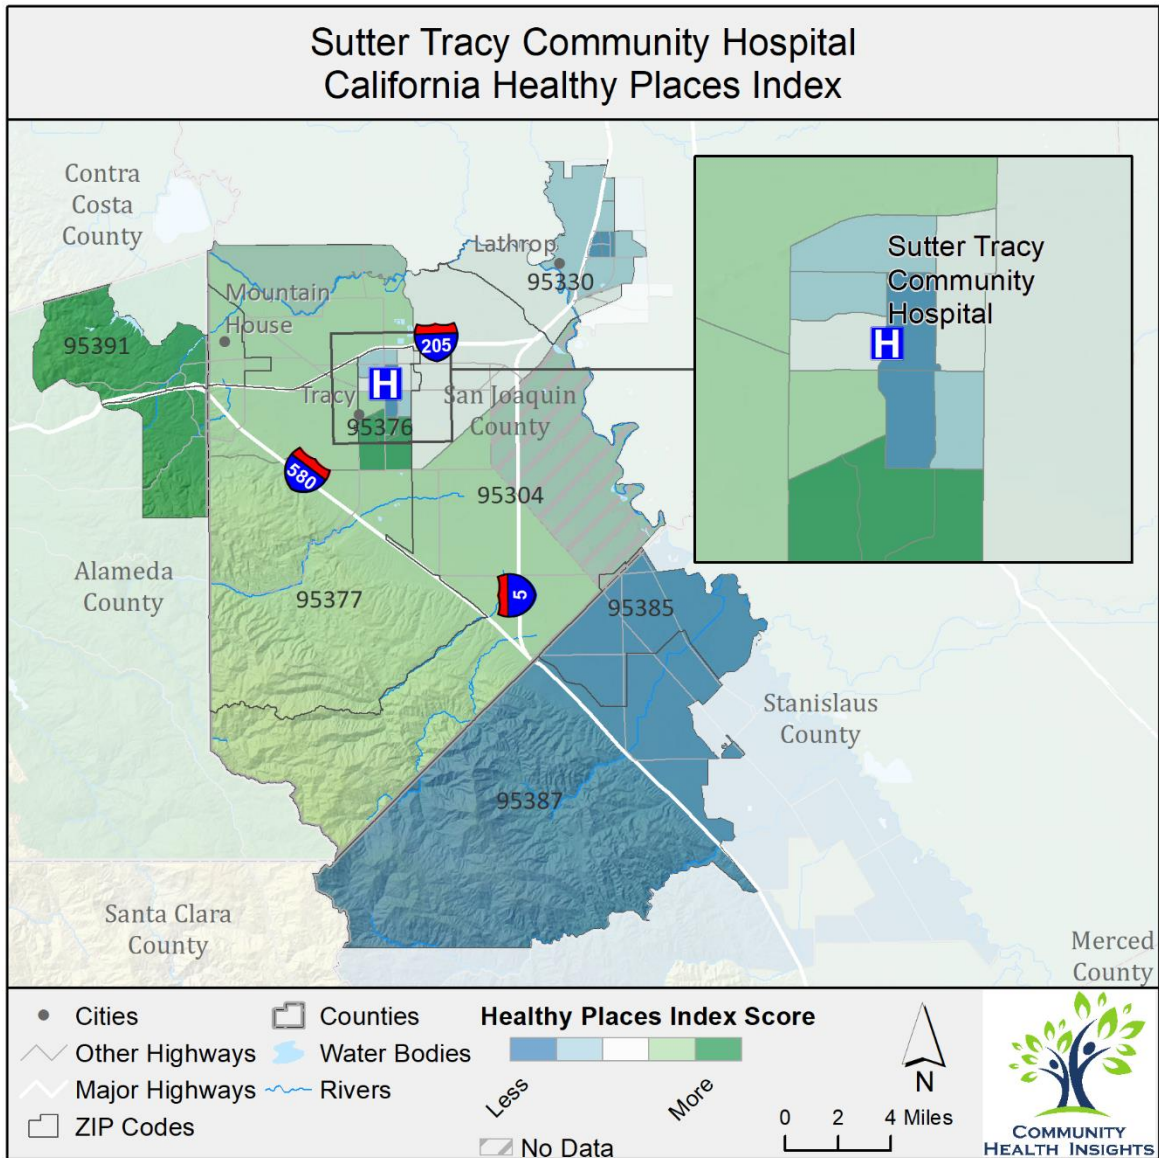 Sutter Tracy Community Hospital
California Healthy Places Index
Contra
Costa
County
Lathrop
95330
Mountain
House
95391
205
H
Tracy
95376
San Joaquin
County
580
95304
Sutter Tracy
Community
Hospital
H
Alameda
County
95377
5
95385
Stanislaus
County
95387
Santa Clara
County
Merced
County
Cities
Other Highways
Major Highways
ZIP Codes
Counties
Water Bodies
Rivers
Healthy Places Index Score
Less
More
No Data
N
0 2 4 Miles
COMMUNITY
HEALTH INSIGHTS